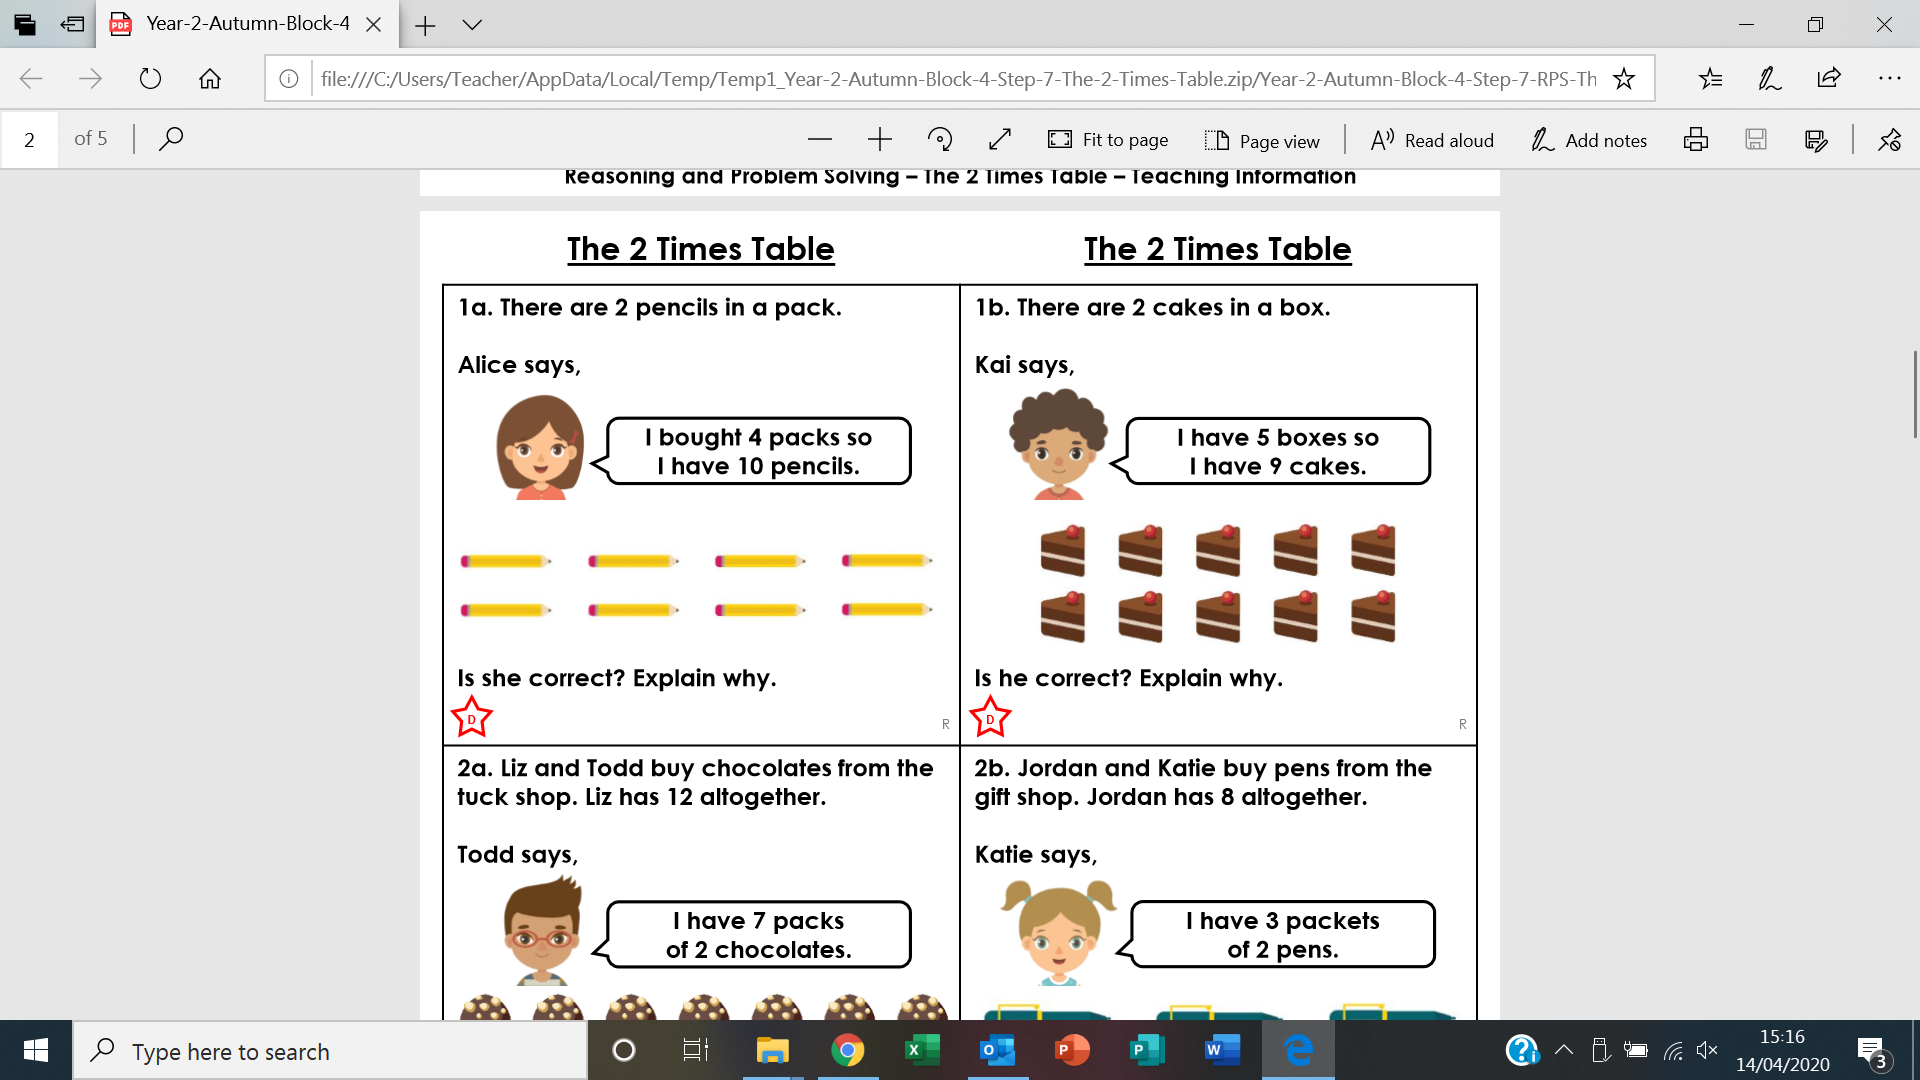 Year-2-Autumn-Block-4
file:///C:/Users/Teacher/AppData/Local/Temp/Temp1_Year-2-Autumn-Block-4-Step-7-The-2-Times-Table.zip/Year-2-Autumn-Block-4-Step-7-RPS-Th
2 of 5
Fit to page
Page view
Read aloud
Add notes
Reasoning and Problem Solving – The 2 Times Table – Teaching Information
The 2 Times Table
1a. There are 2 pencils in a pack.
Alice says,
I bought 4 packs so
I have 10 pencils.
Is she correct? Explain why.
D
R
The 2 Times Table
1b. There are 2 cakes in a box.
Kai says,
I have 5 boxes so
I have 9 cakes.
Is he correct? Explain why.
D
R
2a. Liz and Todd buy chocolates from the
tuck shop. Liz has 12 altogether.
Todd says,
I have 7 packs
of 2 chocolates.
2b. Jordan and Katie buy pens from the
gift shop. Jordan has 8 altogether.
Katie says,
I have 3 packets
of 2 pens.
Type here to search
15:16
14/04/2020
3